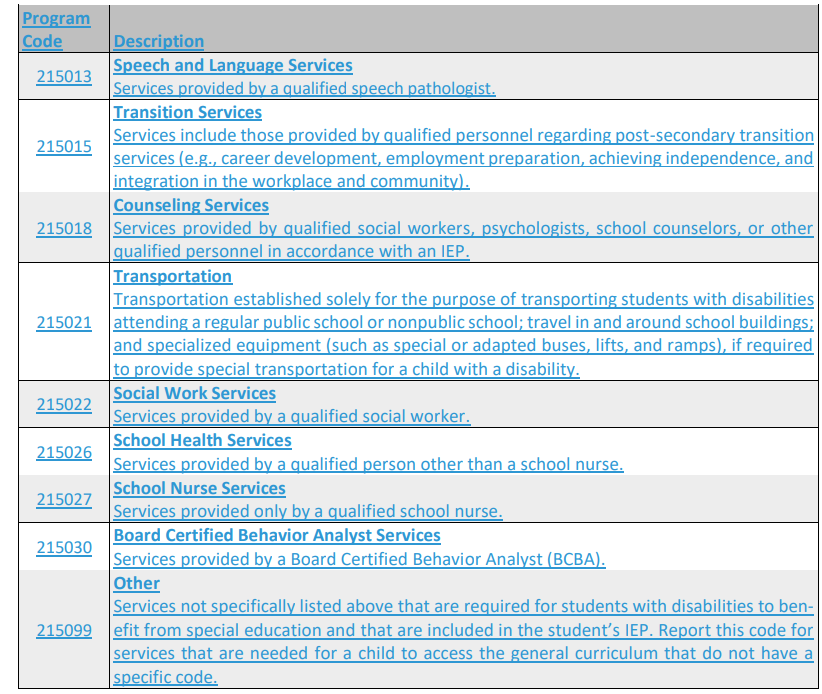 Program
Code
Description
215013
Speech and Language Services
Services provided by a qualified speech pathologist.
215015
Transition Services
Services include those provided by qualified personnel regarding post-secondary transition
services (e.g., career development, employment preparation, achieving independence, and
integration in the workplace and community).
215018
Counseling Services
Services provided by qualified social workers, psychologists, school counselors, or other
qualified personnel in accordance with an IEP.
215021
Transportation
Transportation established solely for the purpose of transporting students with disabilities
attending a regular public school or nonpublic school; travel in and around school buildings;
and specialized equipment (such as special or adapted buses, lifts, and ramps), if required
to provide special transportation for a child with a disability.
215022
Social Work Services
Services provided by a qualified social worker.
215026
School Health Services
Services provided by a qualified person other than a school nurse.
215027
School Nurse Services
Services provided only by a qualified school nurse.
215030
Board Certified Behavior Analyst Services
Services provided by a Board Certified Behavior Analyst (BCBA).
215099
Other
Services not specifically listed above that are required for students with disabilities to ben-
efit from special education and that are included in the student's IEP. Report this code for
services that are needed for a child to access the general curriculum that do not have a
specific code.